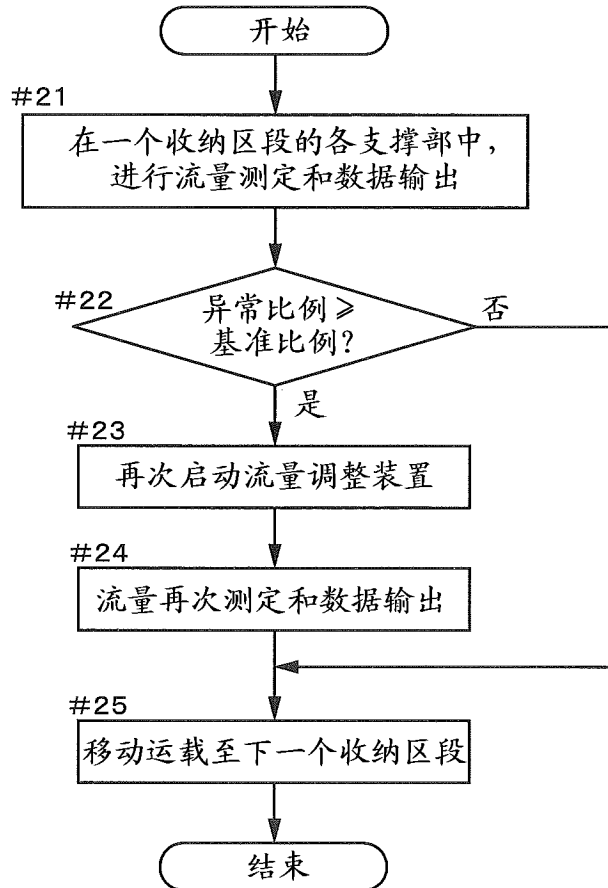 开始
#21
在一个收纳区段的各支撑部中，
进行流量测定和数据输出
#22
异常比例≥
基准比例？
否
是
#23
再次启动流量调整装置
#24
流量再次测定和数据输出
#25
移动运载至下一个收纳区段
结束